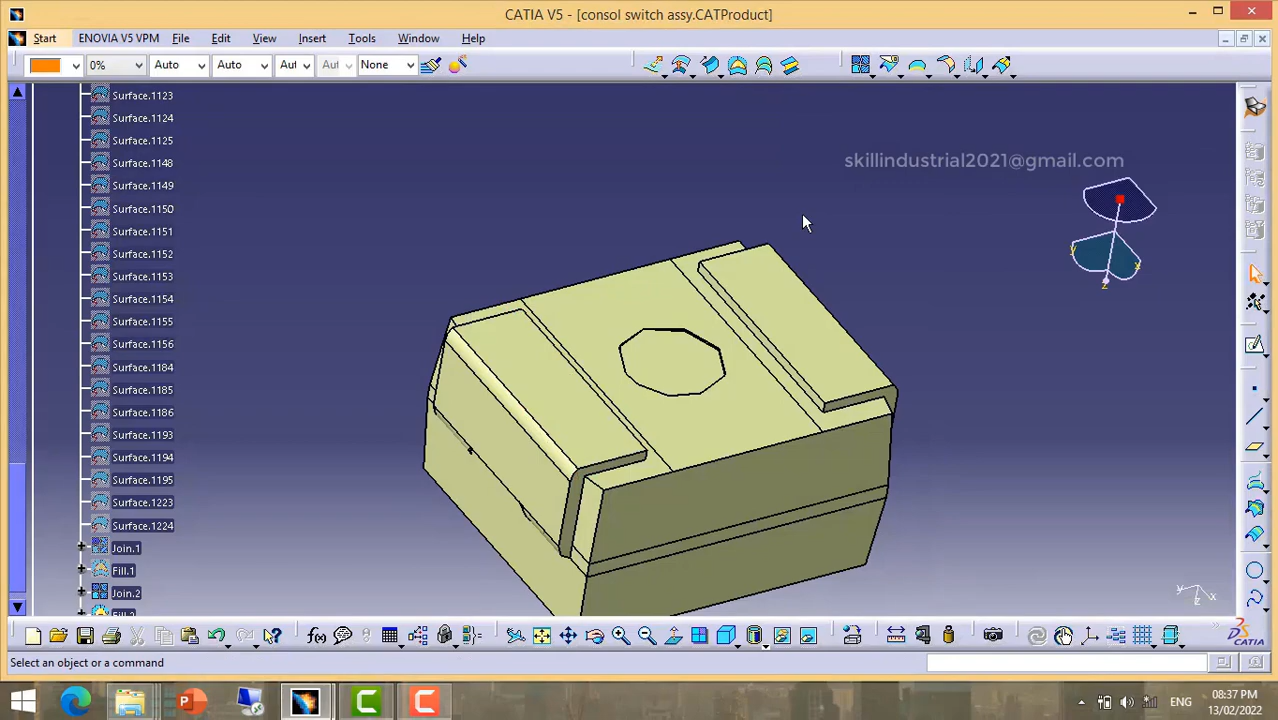 CATIA V5 - [consol switch assy.CATProduct]
Start ENOVIA V5 VPM File Edit View Insert Tools Window Help
0% Auto Auto Aut Aut None
Surface.1123
Surface.1124
Surface.1125
Surface.1148
Surface.1149
Surface.1150
Surface.1151
Surface.1152
Surface.1153
Surface.1154
Surface.1155
Surface.1156
Surface.1184
Surface.1185
Surface.1186
Surface.1193
Surface.1194
Surface.1195
Surface.1223
Surface.1224
Join.1
Fill.1
Join.2
skillindustrial2021@gmail.com
y x
z
y x
z
f(x)
CATIA
Select an object or a command
ENG
08:37 PM
13/02/2022